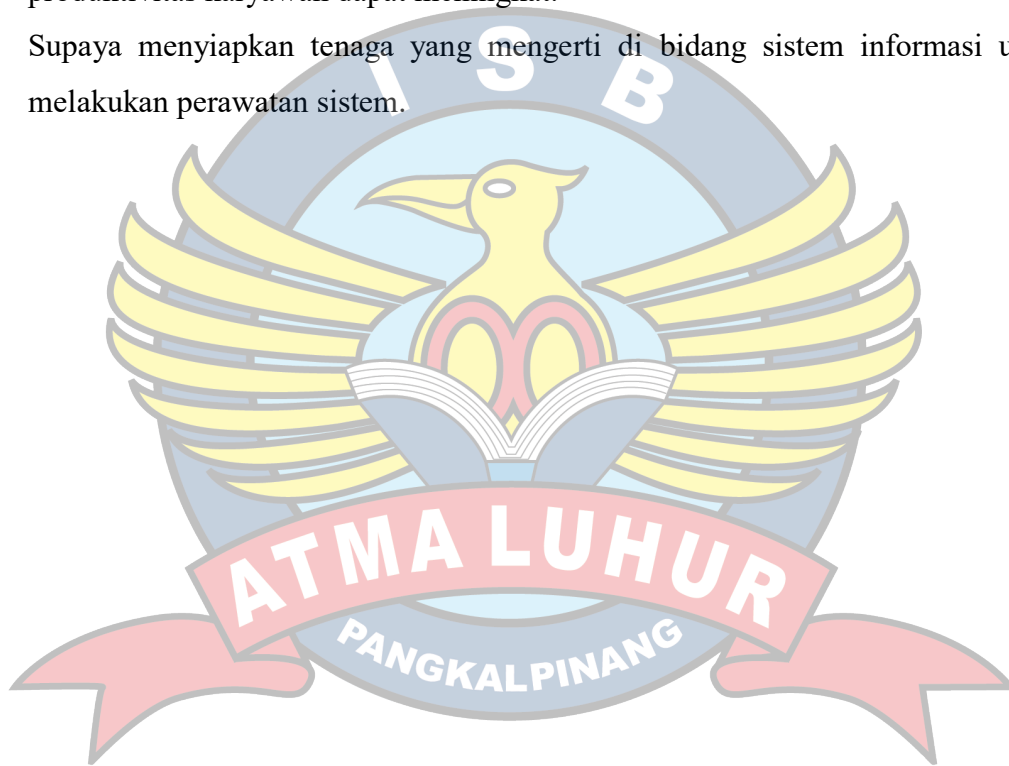 Supaya menyiapkan tenaga yang mengerti di bidang sistem informasi u
melakukan perawatan sistem.
I S B
ATMA LUHUR
PANGKALPINANG